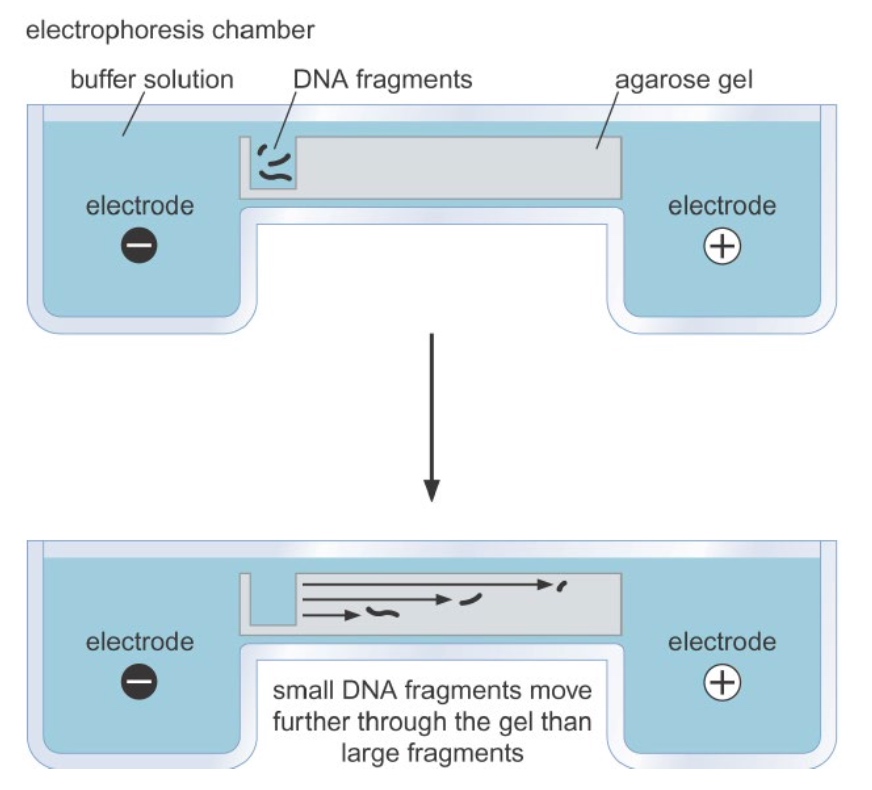 electrophoresis chamber
buffer solution
DNA fragments
agarose gel
electrode
−
electrode
+
electrode
−
electrode
+
small DNA fragments move
further through the gel than
large fragments